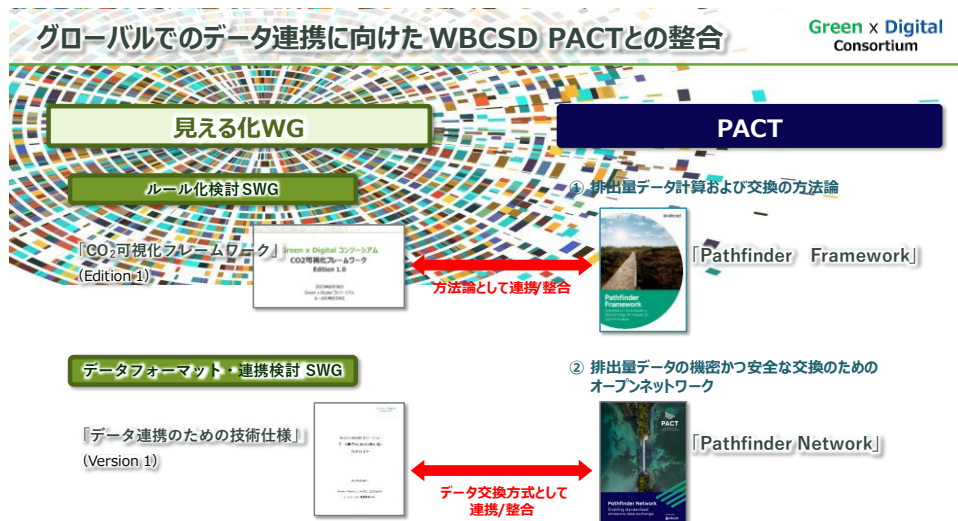 グローバルでのデータ連携に向けた WBCSD PACTとの整合
Green x Digital
Consortium
見える化WG
PACT
ルール化検討SWG
① 排出量データ計算および交換の方法論
「CO₂可視化フレームワーク」
(Edition 1)
Green x Digital コンソーシアム
CO2可視化フレームワーク
Edition 1.0
方法論として連携/整合
Pathfinder
Framework
「Pathfinder Framework」
データフォーマット・連携検討 SWG
② 排出量データの機密かつ安全な交換のための
オープンネットワーク
「データ連携のための技術仕様」
(Version 1)
データ交換方式として
連携/整合
PACT
Pathfinder Network
Enabling standardized
emissions data exchange
「Pathfinder Network」